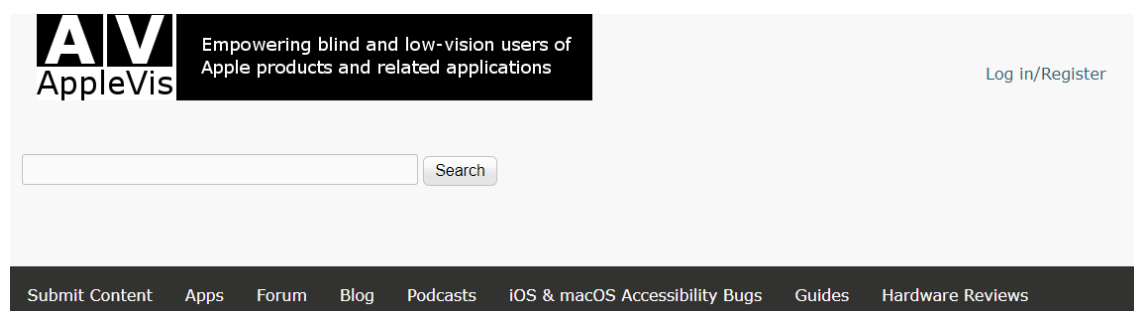 AV
AppleVis
Empowering blind and low-vision users of
Apple products and related applications
Log in/Register
Search
Submit Content Apps Forum Blog Podcasts iOS & macOS Accessibility Bugs Guides Hardware Reviews